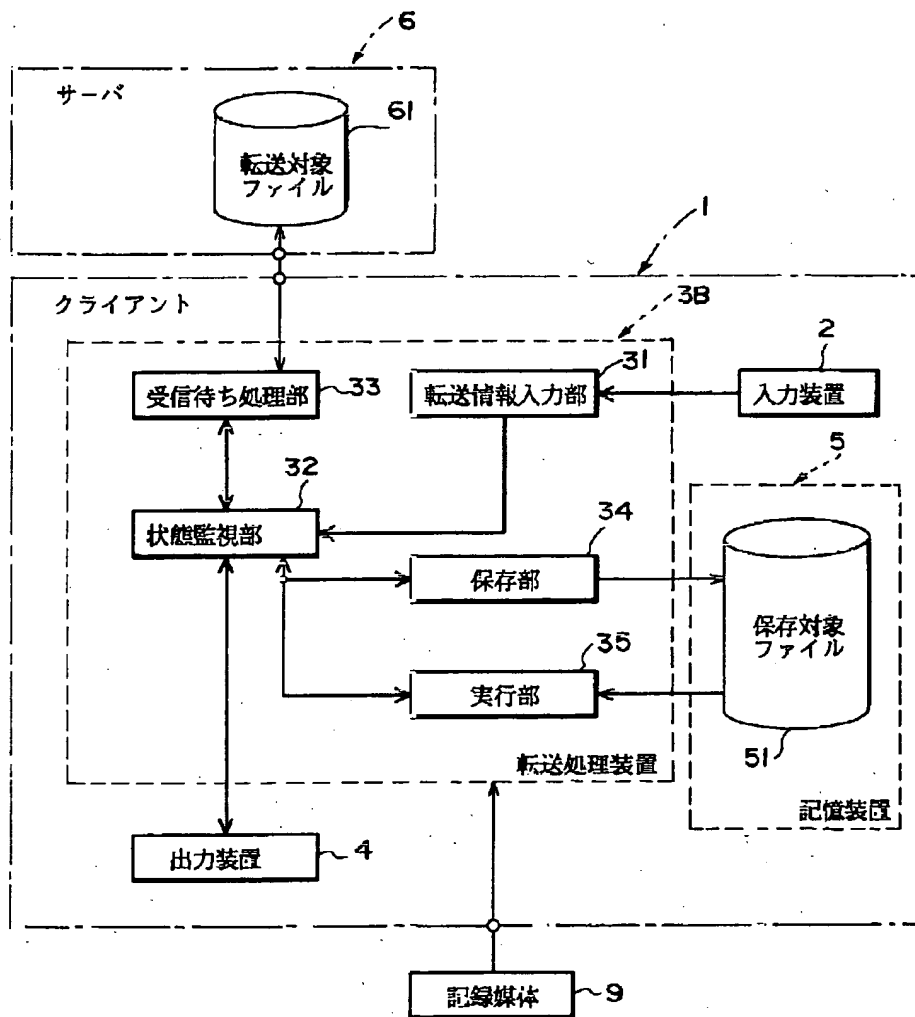 6
サーバ
61
転送対象
ファイル
1
クライアント
3B
2
31
受信待ち処理部
33
転送情報入力部
入力装置
5
32
34
状態監視部
保存部
保存対象
ファイル
35
実行部
51
転送処理装置
記憶装置
出力装置
4
記録媒体
9